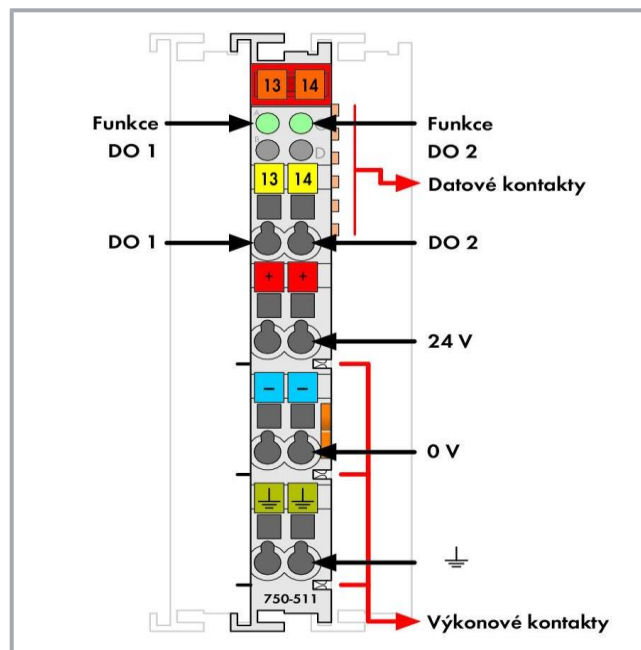 13 14
A C
Funkce DO 1
Funkce DO 2
B D
13 14
Datové kontakty
DO 1
DO 2
+ +
24 V
− −
0 V
750-511
Výkonové kontakty